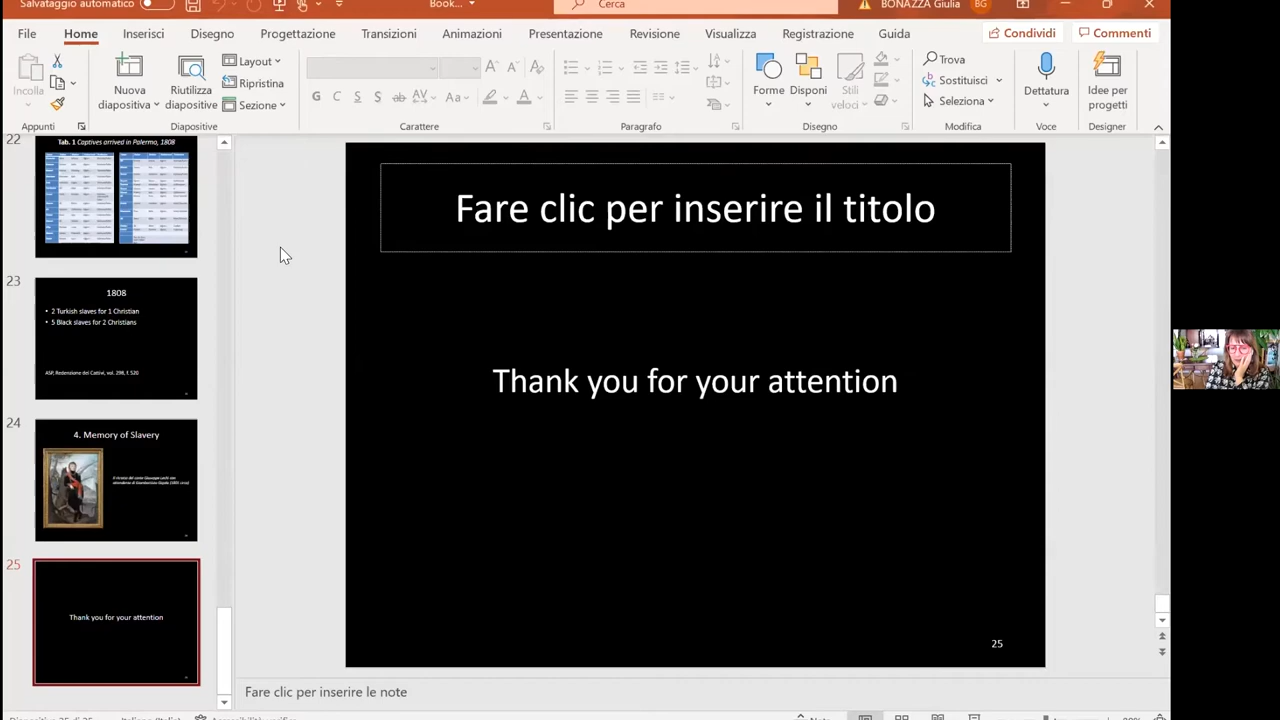 Salvataggio automatico
Book...
Cerca
BONAZZA Giulia
BG
File
Home
Inserisci
Disegno
Progettazione
Transizioni
Animazioni
Presentazione
Revisione
Visualizza
Registrazione
Guida
Condividi
Commenti
Incolla
Nuova
diapositiva
Riutilizza
diapositive
Layout
Ripristina
Sezione
G
C
S
S
ab
AV
Aa
A
Forme
Disponi
Stili
veloci
Trova
Sostituisci
Seleziona
Dettatura
Idee per
progetti
Appunti
Diapositive
Carattere
Paragrafo
Disegno
Modifica
Voce
Designer
22
Tab. 1 Captives arrived in Palermo, 1808
23
1808
• 2 Turkish slaves for 1 Christian
• 5 Black slaves for 2 Christians
ASP, Redenzione dei Cattivi, vol. 298, f. 520
24
4. Memory of Slavery
25
Thank you for your attention
Fare clic per inserire il titolo
Thank you for your attention
25
Fare clic per inserire le note